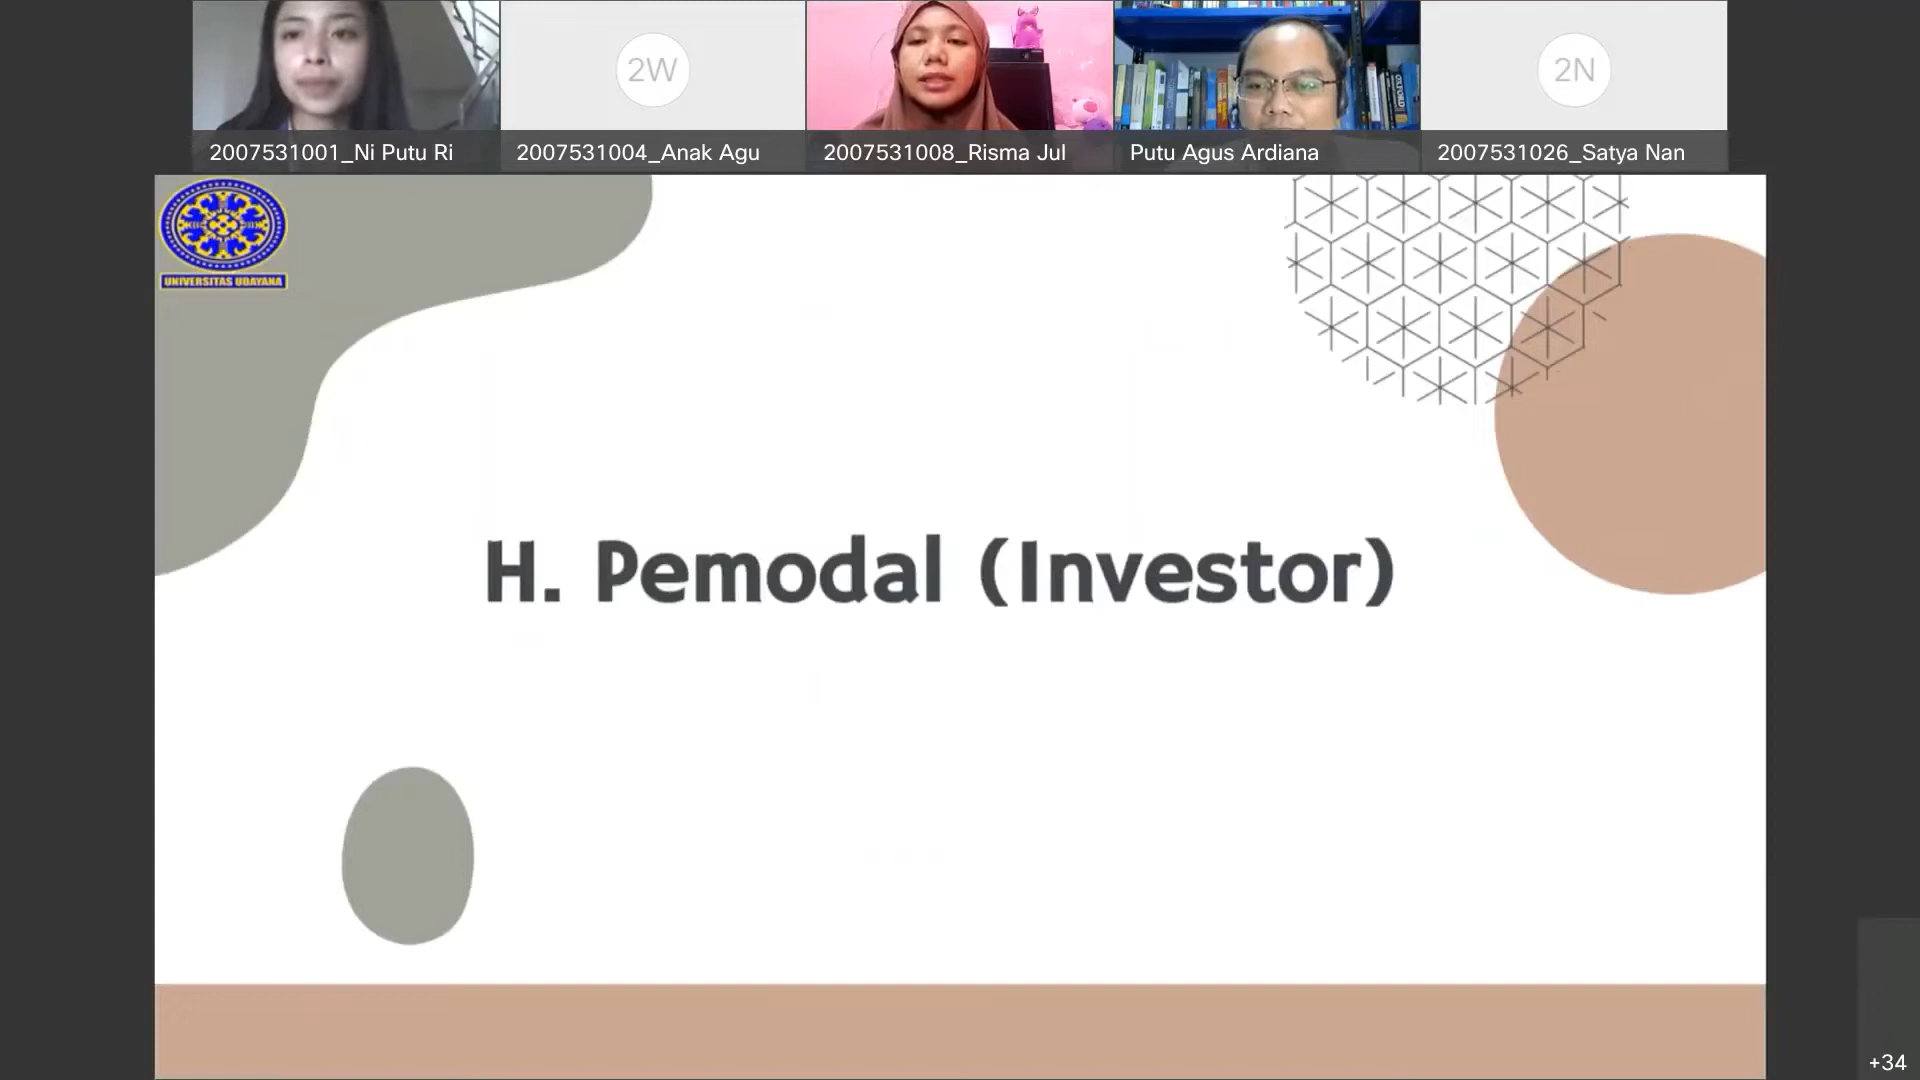 2W
2N
2007531001_Ni Putu Ri
2007531004_Anak Agu
2007531008_Risma Jul
Putu Agus Ardiana
2007531026_Satya Nan
UNIVERSITAS UDAYANA
H. Pemodal (Investor)
+34